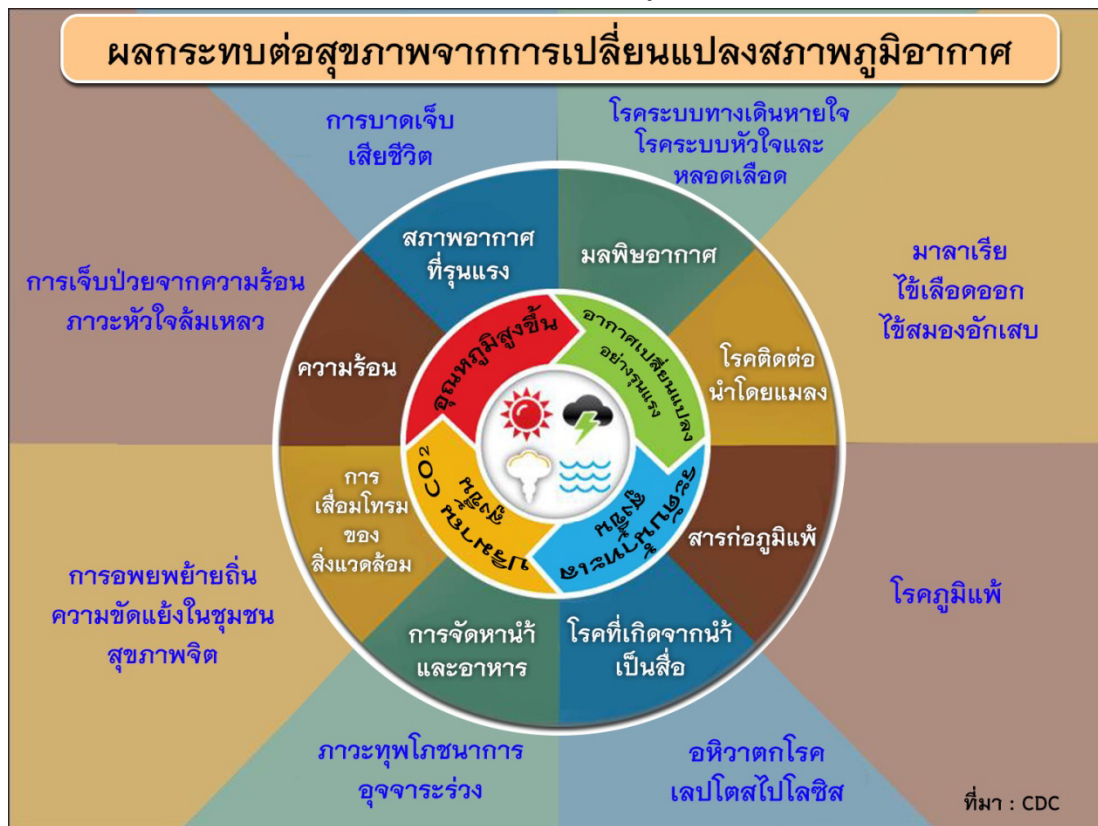 ผลกระทบต่อสุขภาพจากการเปลี่ยนแปลงสภาพภูมิอากาศ
การบาดเจ็บ
เสียชีวิต
โรคระบบทางเดินหายใจ
โรคระบบหัวใจและ
หลอดเลือด
มาลาเรีย
ไข้เลือดออก
ไข้สมองอักเสบ
โรคภูมิแพ้
อหิวาตกโรค
เลปโตสไปโลซิส
ภาวะทุพโภชนาการ
อุจจาระร่วง
การอพยพย้ายถิ่น
ความขัดแย้งในชุมชน
สุขภาพจิต
การเจ็บป่วยจากความร้อน
ภาวะหัวใจล้มเหลว
สภาพอากาศ
ที่รุนแรง
มลพิษอากาศ
โรคติดต่อ
นำโดยแมลง
สารก่อภูมิแพ้
โรคที่เกิดจากน้ำ
เป็นสื่อ
การจัดหาน้ำ
และอาหาร
การ
เสื่อมโทรม
ของ
สิ่งแวดล้อม
ความร้อน
อุณหภูมิสูงขึ้น
อากาศเปลี่ยนแปลง
อย่างรุนแรง
ระดับน้ำทะเล
สูงขึ้น
ปริมาณ CO²
สูงขึ้น
ที่มา : CDC